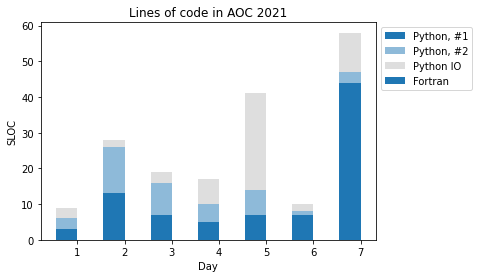 Lines of code in AOC 2021
60
50
40
30
20
10
0
SLOC
1 2 3 4 5 6 7
Day
Python, #1
Python, #2
Python IO
Fortran